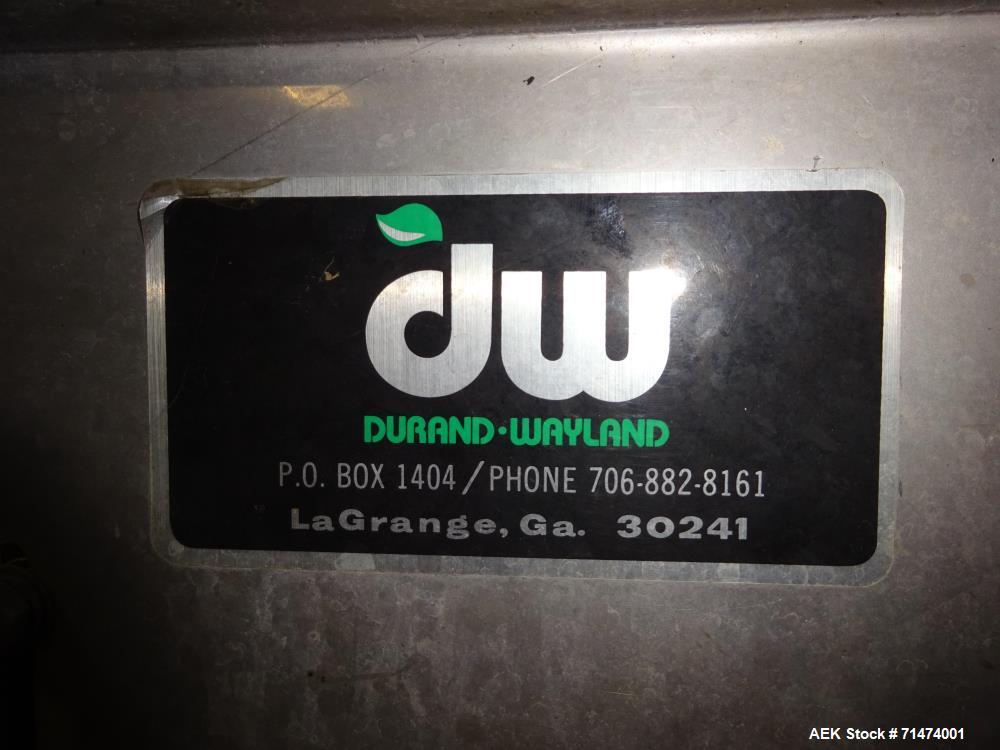 dw
DURAND·WAYLAND
P.O. BOX 1404/PHONE 706-882-8161
LaGrange, Ga. 30241
AEK Stock # 71474001